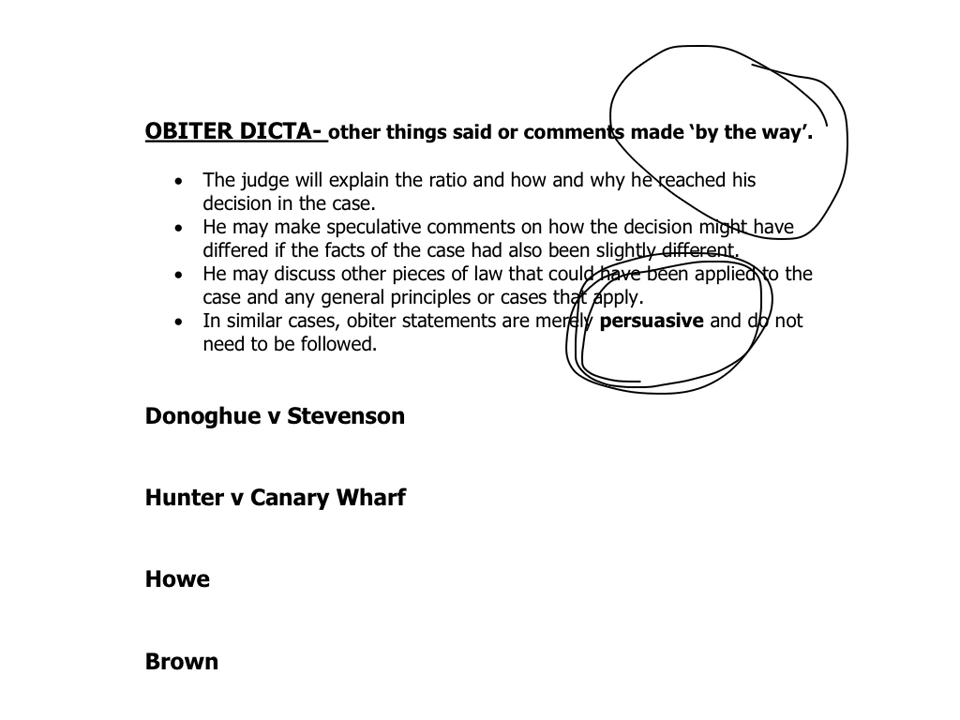 OBITER DICTA- other things said or comments made ‘by the way’.
• The judge will explain the ratio and how and why he reached his
decision in the case.
• He may make speculative comments on how the decision might have
differed if the facts of the case had also been slightly different.
• He may discuss other pieces of law that could have been applied to the
case and any general principles or cases that apply.
• In similar cases, obiter statements are merely persuasive and do not
need to be followed.
Donoghue v Stevenson
Hunter v Canary Wharf
Howe
Brown